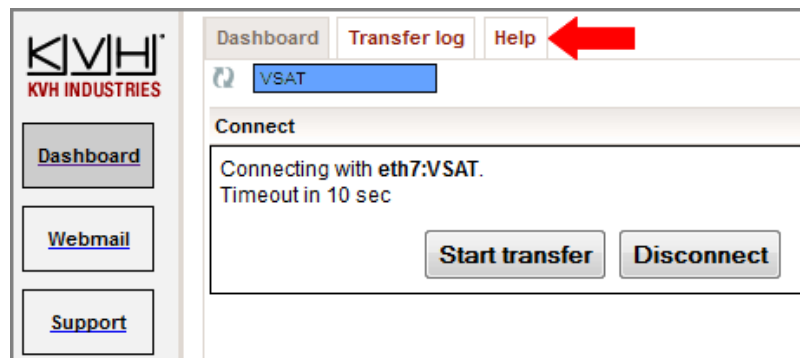 KVH
KVH INDUSTRIES
Dashboard
Webmail
Support
Dashboard Transfer log Help
VSAT
Connect
Connecting with eth7:VSAT.
Timeout in 10 sec
Start transfer Disconnect